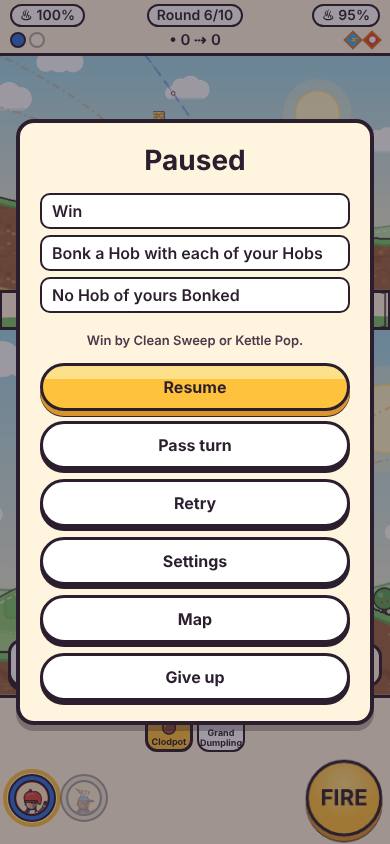 ♨ 100%
Round 6/10
♨ 95%
• 0 ⇢ 0
Paused
Win
Bonk a Hob with each of your Hobs
No Hob of yours Bonked
Win by Clean Sweep or Kettle Pop.
Resume
Pass turn
Retry
Settings
Map
Give up
Clodpot
Grand
Dumpling
FIRE